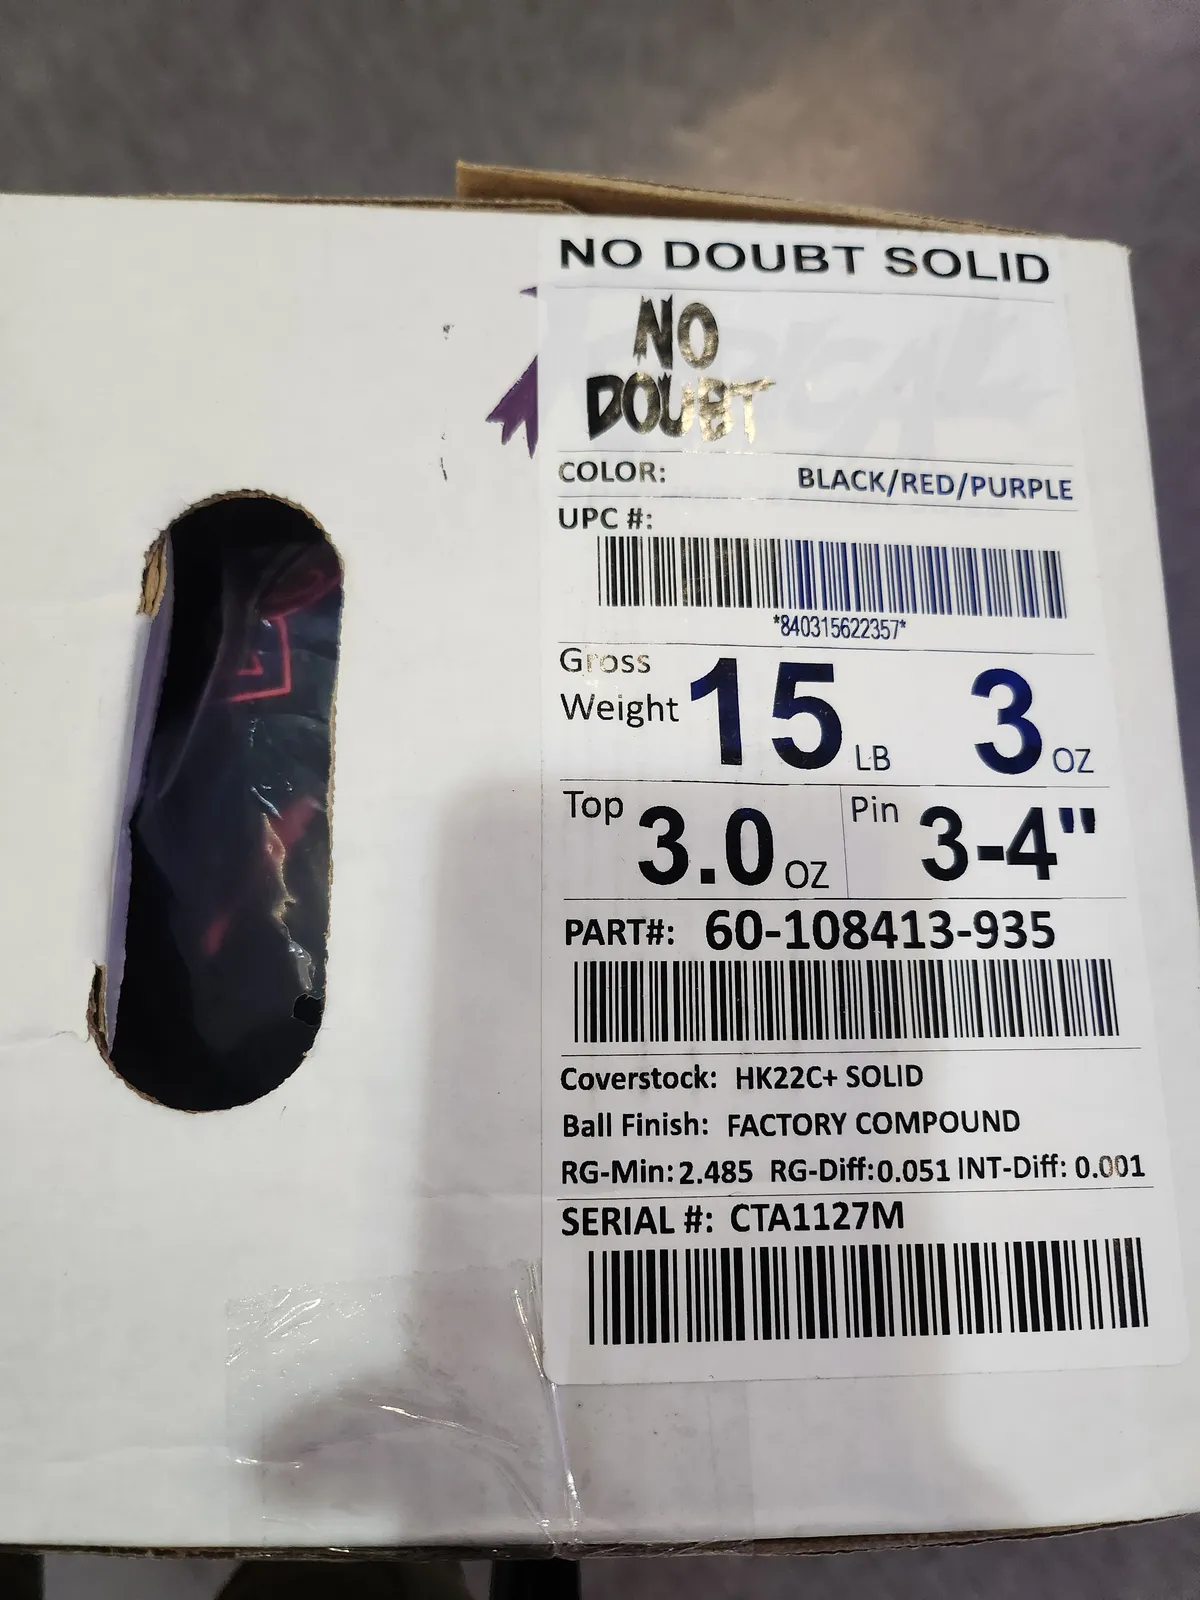 NO DOUBT SOLID
NO
DOUBT
COLOR: BLACK/RED/PURPLE
UPC #:
*840315622357*
Gross Weight 15 LB 3 OZ
Top 3.0 OZ Pin 3-4"
PART#: 60-108413-935
Coverstock: HK22C+ SOLID
Ball Finish: FACTORY COMPOUND
RG-Min: 2.485 RG-Diff: 0.051 INT-Diff: 0.001
SERIAL #: CTA1127M